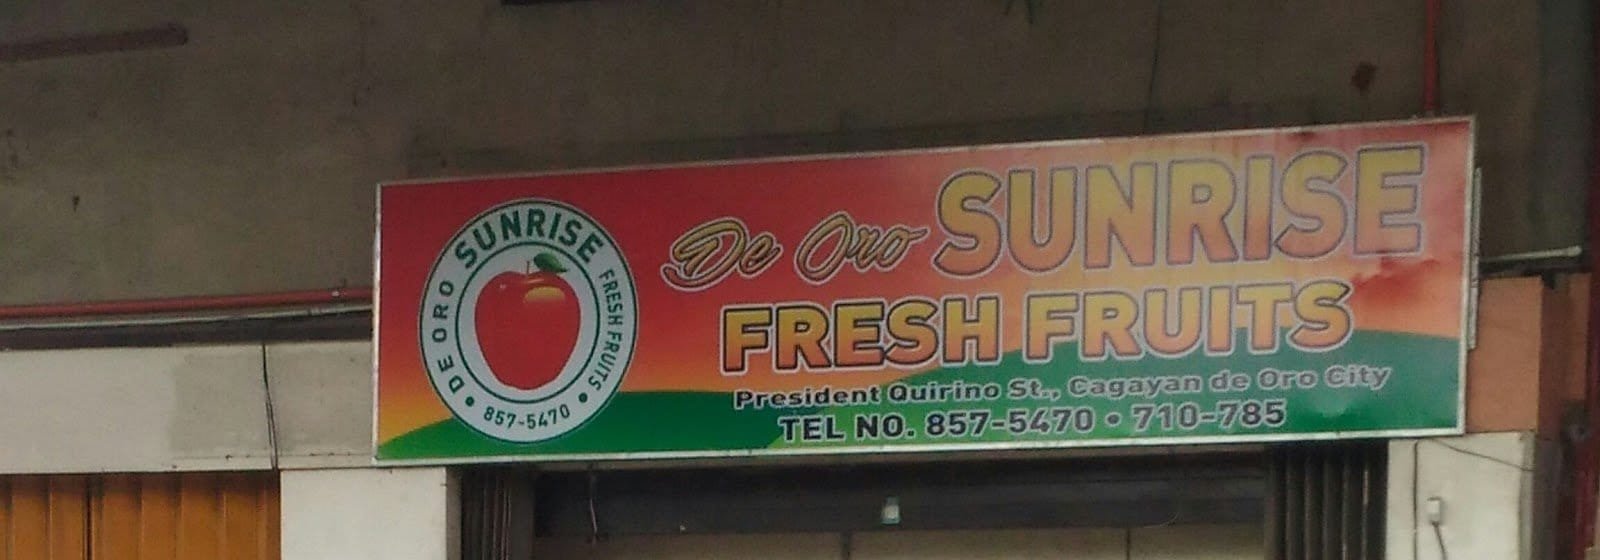 DE ORO SUNRISE FRESH FRUITS
• 857-5470 •
De Oro SUNRISE
FRESH FRUITS
President Quirino St., Cagayan de Oro City
TEL NO. 857-5470 • 710-785